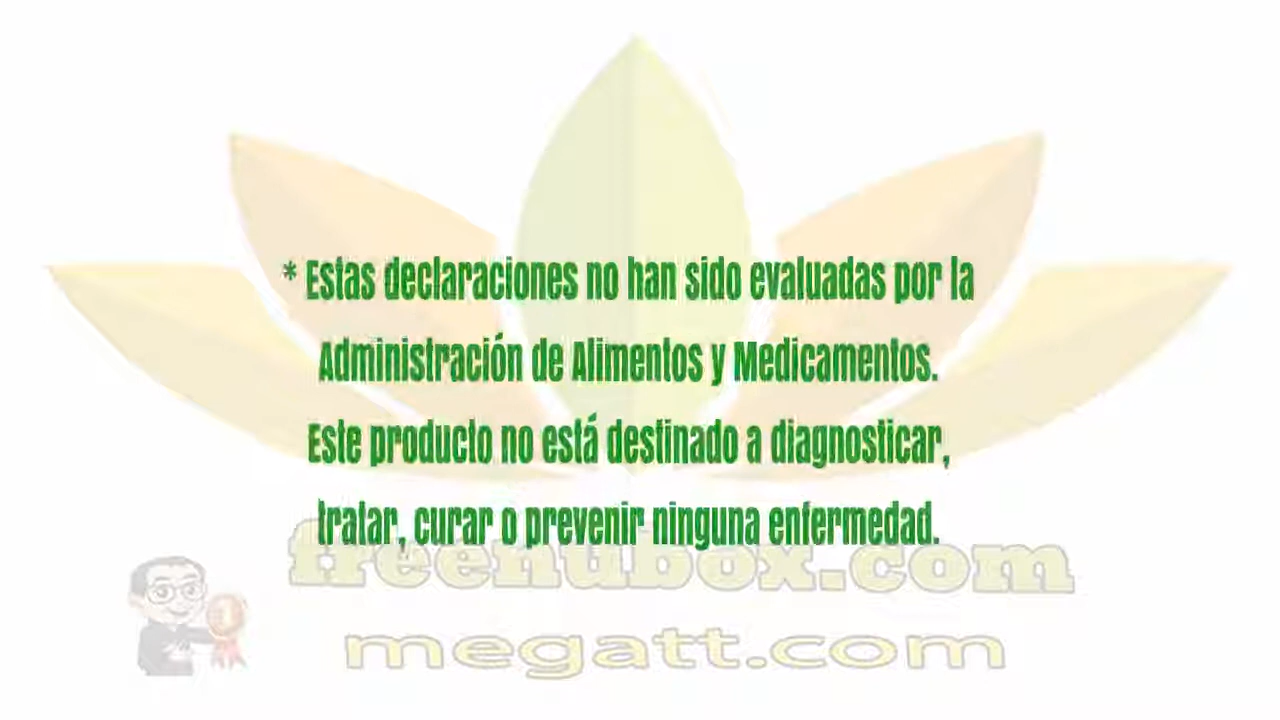 * Estas declaraciones no han sido evaluadas por la
Administración de Alimentos y Medicamentos.
Este producto no está destinado a diagnosticar,
tratar, curar o prevenir ninguna enfermedad.
freenubox.com
megatt.com